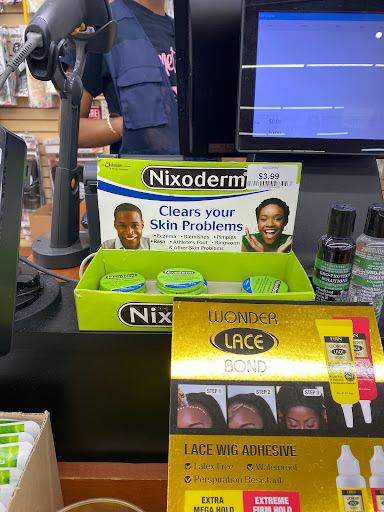 Nixoderm
$3.99
Clears your
Skin Problems
• Eczema • Blemishes • Pimples
• Rash • Athlete's Foot • Ringworm
& other Skin Problems
Nix
WONDER
LACE
BOND
STEP 1 STEP 2 STEP 3
LACE WIG ADHESIVE
Latex Free Waterproof
Perspiration Resistant
EXTRA
MEGA HOLD
EXTREME
FIRM HOLD